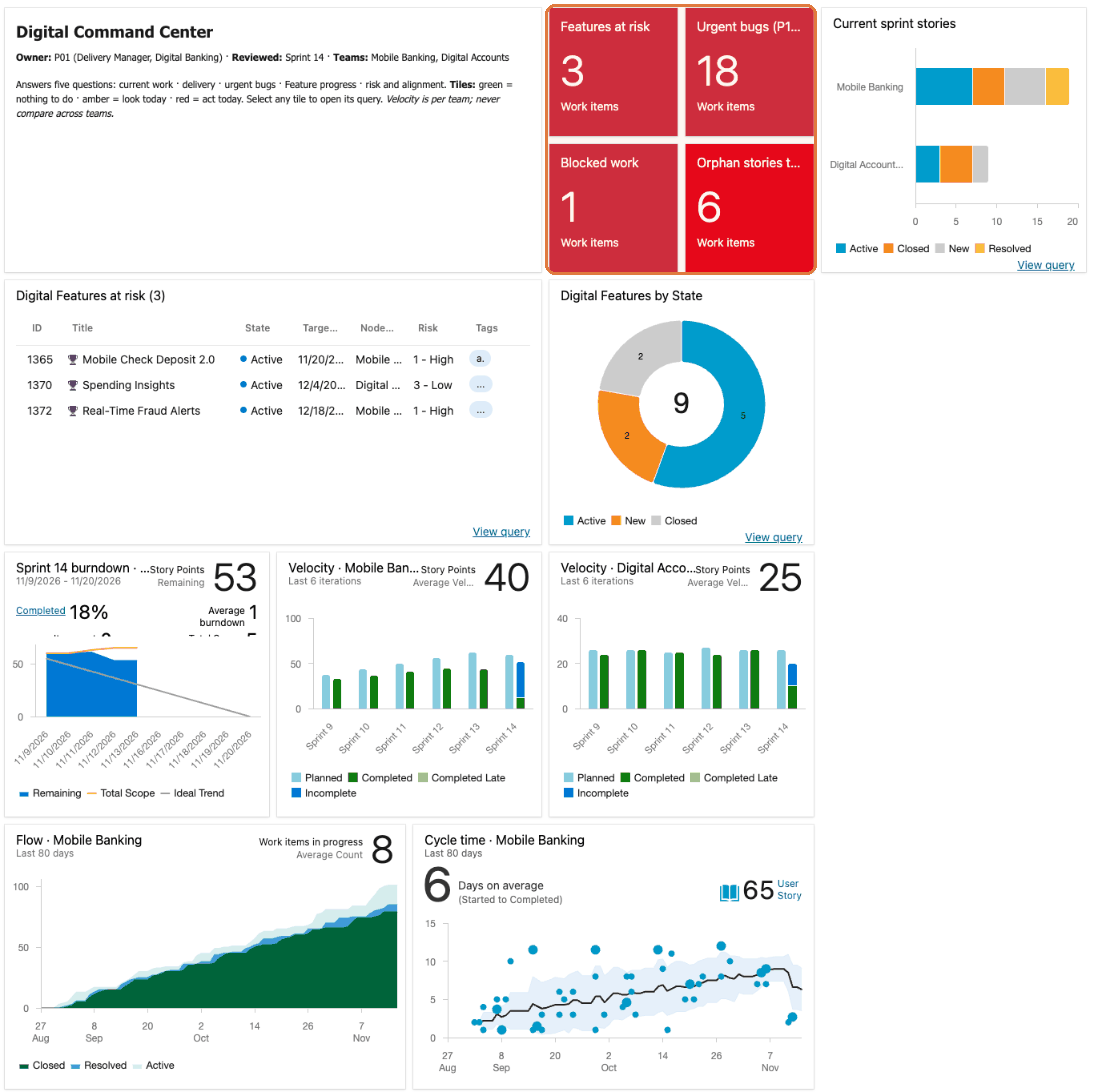 Digital Command Center
Owner: P01 (Delivery Manager, Digital Banking) · Reviewed: Sprint 14 · Teams: Mobile Banking, Digital Accounts
Answers five questions: current work · delivery · urgent bugs · Feature progress · risk and alignment. Tiles: green =
nothing to do · amber = look today · red = act today. Select any tile to open its query. Velocity is per team; never
compare across teams.
Features at risk
3
Work items
Urgent bugs (P1...
18
Work items
Blocked work
1
Work items
Orphan stories t...
6
Work items
Current sprint stories
Mobile Banking
Digital Account...
0 5 10 15 20
Active Closed New Resolved
View query
Digital Features at risk (3)
ID Title State Targe... Node... Risk Tags
1365 Mobile Check Deposit 2.0 Active 11/20/2... Mobile ... 1 - High a.
1370 Spending Insights Active 12/4/20... Digital ... 3 - Low ...
1372 Real-Time Fraud Alerts Active 12/18/2... Mobile ... 1 - High ...
View query
Digital Features by State
2
2
5
9
Active New Closed
View query
Sprint 14 burndown · ...
11/9/2026 - 11/20/2026
Story Points
Remaining
53
Completed 18%
Average
burndown 1
50
0
11/9/2026 11/10/2026 11/11/2026 11/12/2026 11/13/2026 11/16/2026 11/17/2026 11/18/2026 11/19/2026 11/20/2026
Remaining Total Scope Ideal Trend
Velocity · Mobile Ban...
Last 6 iterations
Story Points
Average Vel...
40
100
50
0
Sprint 9 Sprint 10 Sprint 11 Sprint 12 Sprint 13 Sprint 14
Planned Completed Completed Late
Incomplete
Velocity · Digital Acco...
Last 6 iterations
Story Points
Average Vel...
25
40
20
0
Sprint 9 Sprint 10 Sprint 11 Sprint 12 Sprint 13 Sprint 14
Planned Completed Completed Late
Incomplete
Flow · Mobile Banking
Last 80 days
Work items in progress
Average Count
8
100
50
0
27 8 20 2 14 26 7
Aug Sep Oct Nov
Closed Resolved Active
Cycle time · Mobile Banking
Last 80 days
6
Days on average
(Started to Completed)
65
User
Story
15
10
5
0
27 8 20 2 14 26 7
Aug Sep Oct Nov